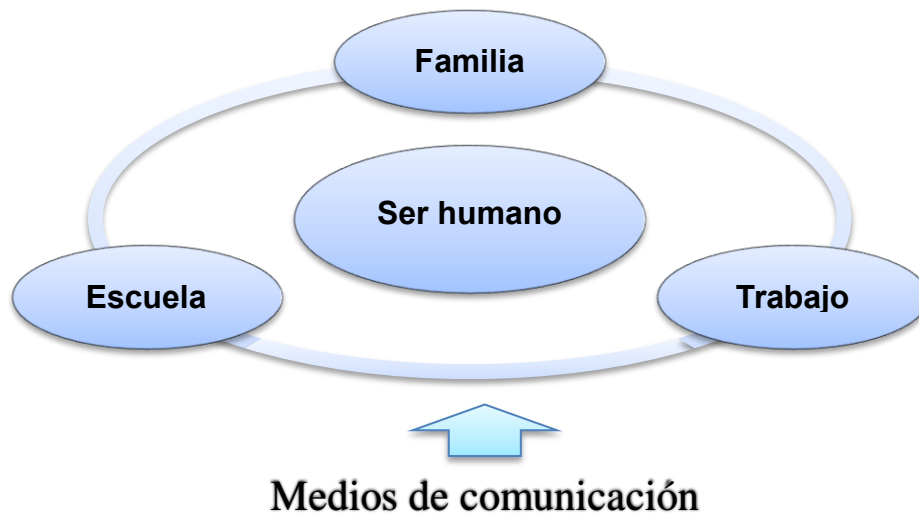 Familia
Ser humano
Escuela
Trabajo
Medios de comunicación